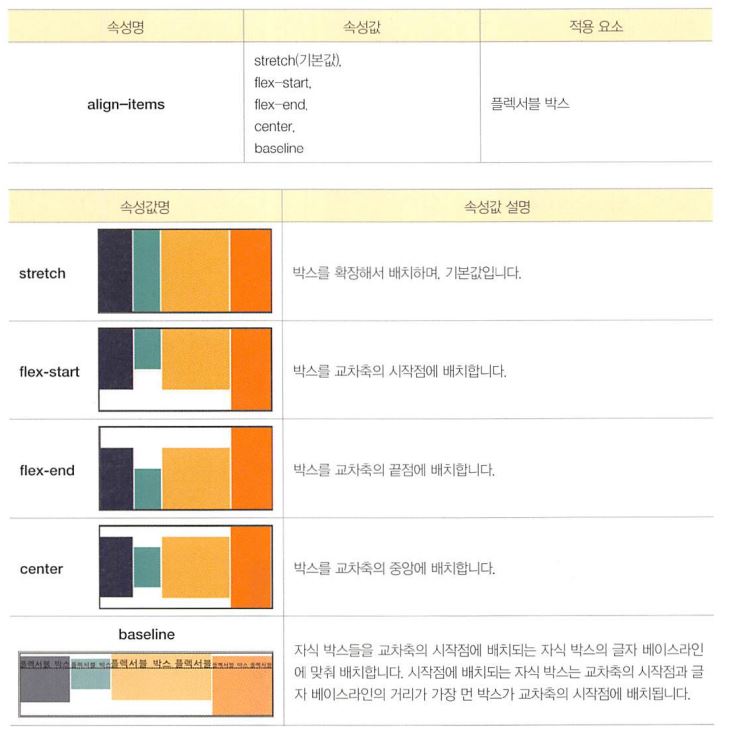 속성명 속성값 적용 요소
align-items
stretch(기본값),
flex-start,
flex-end,
center,
baseline
플렉서블 박스
속성값명 속성값 설명
stretch 박스를 확장해서 배치하며, 기본값입니다.
flex-start 박스를 교차축의 시작점에 배치합니다.
flex-end 박스를 교차축의 끝점에 배치합니다.
center 박스를 교차축의 중앙에 배치합니다.
baseline
플렉서블 박스 플렉서블 박스 플렉서블 박스 플렉서블 플렉서블 박스 플렉서블
자식 박스들을 교차축의 시작점에 배치되는 자식 박스의 글자 베이스라인
에 맞춰 배치합니다. 시작점에 배치되는 자식 박스는 교차축의 시작점과 글
자 베이스라인의 거리가 가장 먼 박스가 교차축의 시작점에 배치됩니다.